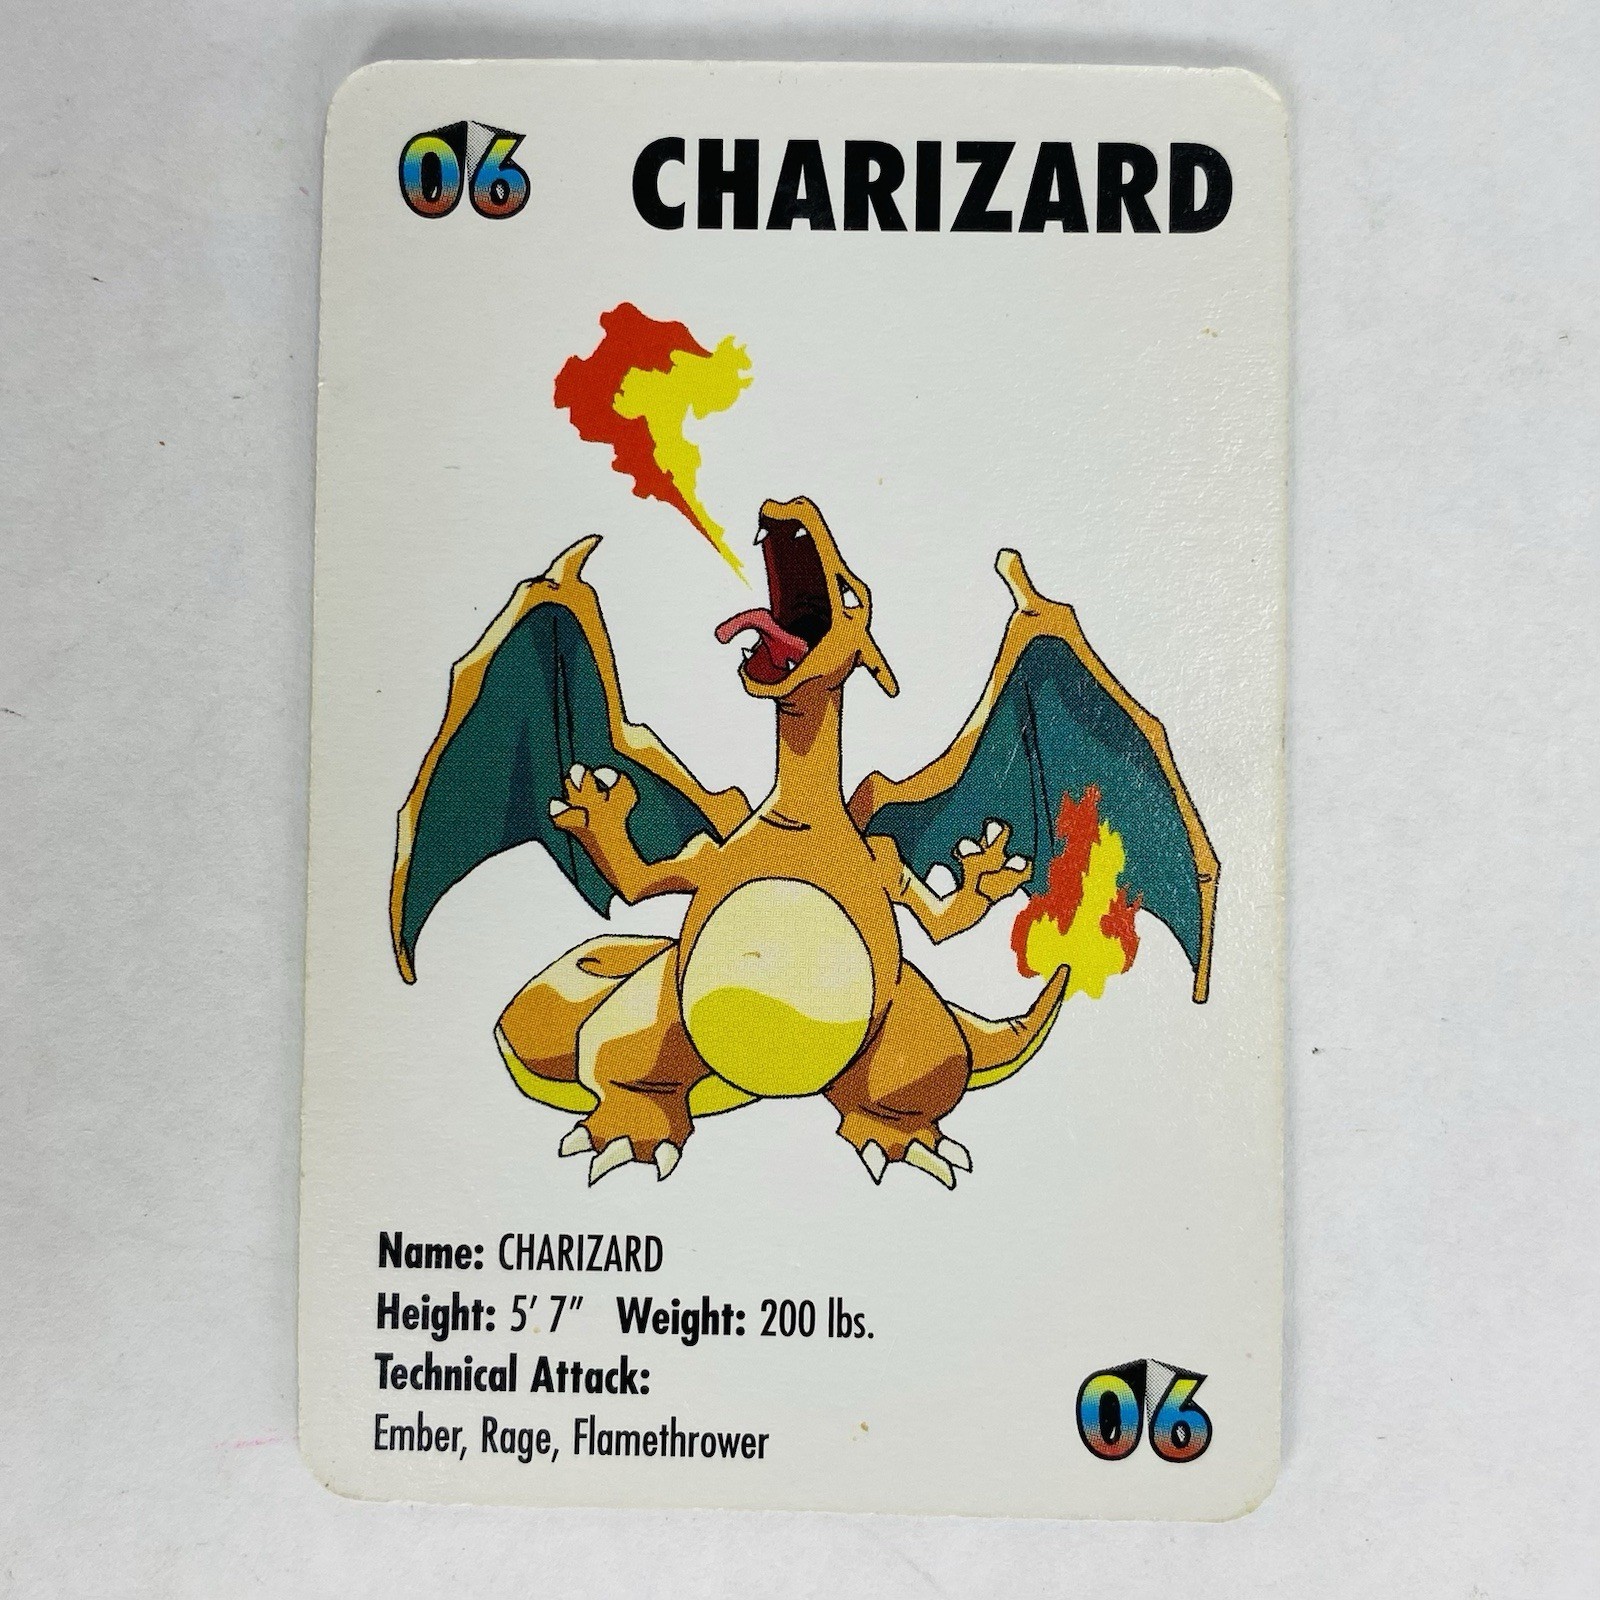 06 CHARIZARD
Name: CHARIZARD
Height: 5' 7" Weight: 200 lbs.
Technical Attack:
Ember, Rage, Flamethrower
06